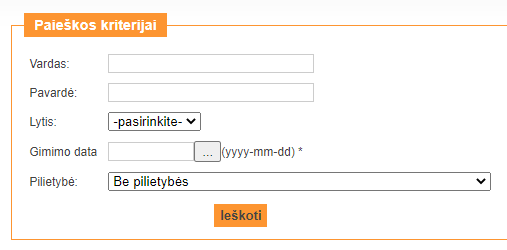 Paieškos kriterijai
Vardas:
Pavardė:
Lytis: -pasirinkite-
Gimimo data ... (yyyy-mm-dd) *
Pilietybė: Be pilietybės
Ieškoti